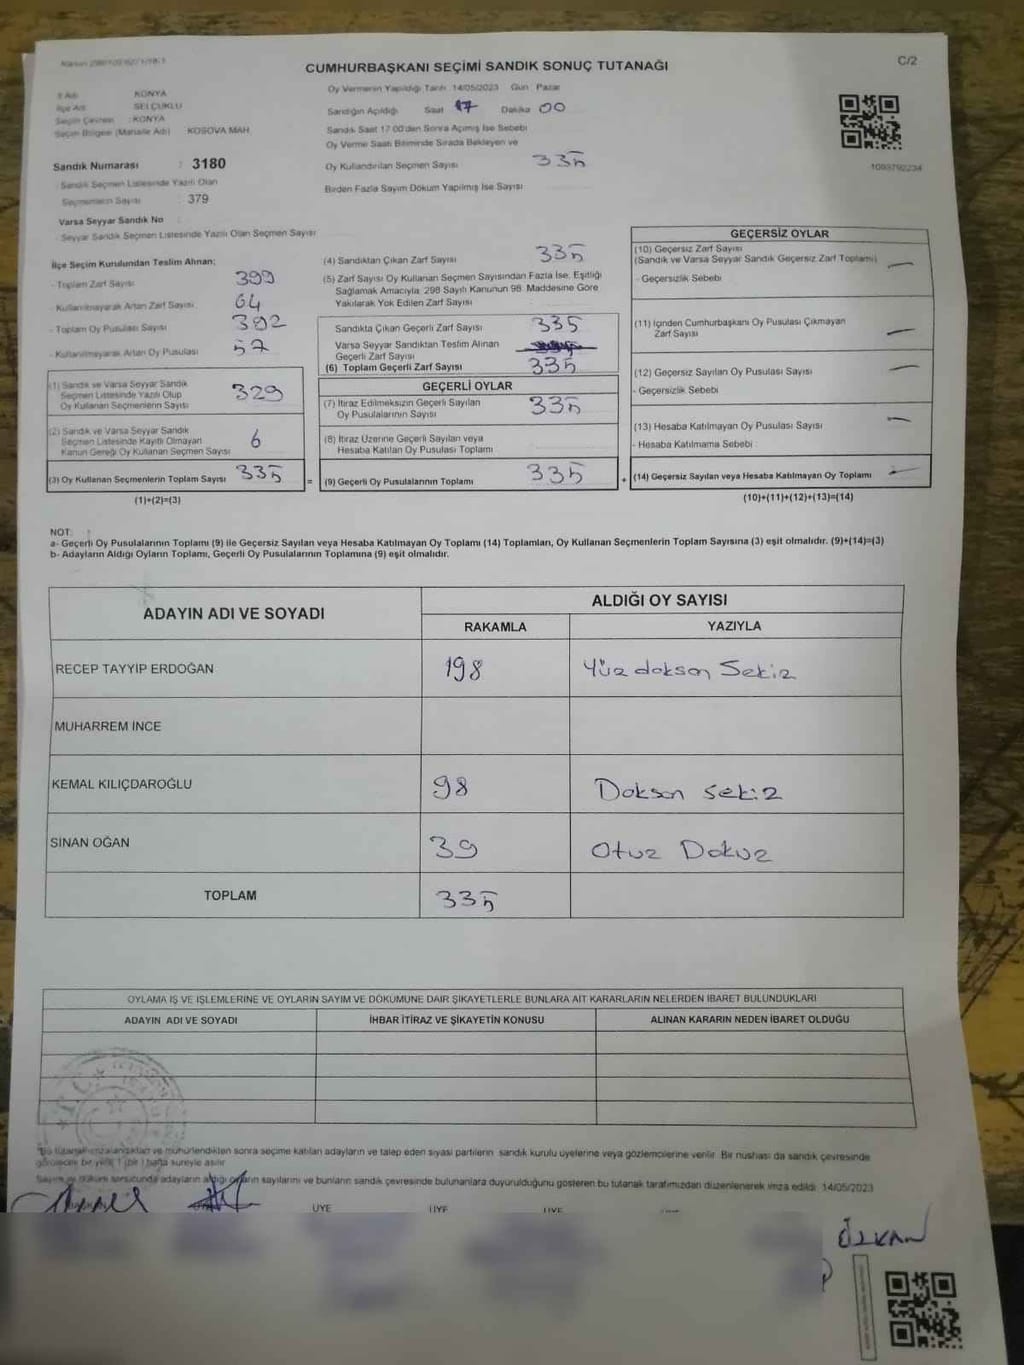 CUMHURBAŞKANI SEÇİMİ SANDIK SONUÇ TUTANAĞI
C/2
İl Adı : KONYA
İlçe Adı : SELÇUKLU
Seçim Çevresi : KONYA
Seçim Bölgesi (Mahalle Adı) : KOSOVA MAH.
Sandık Numarası : 3180
Sandık Seçmen Listesinde Yazılı Olan
Seçmenlerin Sayısı : 379
Varsa Seyyar Sandık No
- Seyyar Sandık Seçmen Listesinde Yazılı Olan Seçmen Sayısı
Oy Vermenin Yapıldığı Tarih 14/05/2023 Gün Pazar
Sandığın Açıldığı Saat 17 Dakika 00
Sandık Saat 17.00'den Sonra Açılmış İse Sebebi
Oy Verme Saati Bitiminde Sırada Bekleyen ve
Oy Kullandırılan Seçmen Sayısı 335
Birden Fazla Sayım Döküm Yapılmış İse Sayısı
1093792234
İlçe Seçim Kurulundan Teslim Alınan:
- Toplam Zarf Sayısı 399
- Kullanılmayarak Artan Zarf Sayısı 64
- Toplam Oy Pusulası Sayısı 392
- Kullanılmayarak Artan Oy Pusulası 57
(1) Sandık ve Varsa Seyyar Sandık
Seçmen Listesinde Yazılı Olup
Oy Kullanan Seçmenlerin Sayısı 329
(2) Sandık ve Varsa Seyyar Sandık
Seçmen Listesinde Kayıtlı Olmayan
Kanun Gereği Oy Kullanan Seçmen Sayısı 6
(3) Oy Kullanan Seçmenlerin Toplam Sayısı 335
(1)+(2)=(3)
(4) Sandıktan Çıkan Zarf Sayısı 335
(5) Zarf Sayısı Oy Kullanan Seçmen Sayısından Fazla İse, Eşitliği
Sağlamak Amacıyla, 298 Sayılı Kanunun 98. Maddesine Göre
Yakılarak Yok Edilen Zarf Sayısı
Sandıkta Çıkan Geçerli Zarf Sayısı 335
Varsa Seyyar Sandıktan Teslim Alınan
Geçerli Zarf Sayısı
(6) Toplam Geçerli Zarf Sayısı 335
GEÇERLİ OYLAR
(7) İtiraz Edilmeksizin Geçerli Sayılan
Oy Pusulalarının Sayısı 335
(8) İtiraz Üzerine Geçerli Sayılan veya
Hesaba Katılan Oy Pusulası Toplamı
= (9) Geçerli Oy Pusulalarının Toplamı 335
GEÇERSİZ OYLAR
(10) Geçersiz Zarf Sayısı
(Sandık ve Varsa Seyyar Sandık Geçersiz Zarf Toplamı) —
- Geçersizlik Sebebi
(11) İçinden Cumhurbaşkanı Oy Pusulası Çıkmayan
Zarf Sayısı —
(12) Geçersiz Sayılan Oy Pusulası Sayısı —
- Geçersizlik Sebebi
(13) Hesaba Katılmayan Oy Pusulası Sayısı —
- Hesaba Katılmama Sebebi :
+ (14) Geçersiz Sayılan veya Hesaba Katılmayan Oy Toplamı —
(10)+(11)+(12)+(13)=(14)
NOT:
a- Geçerli Oy Pusulalarının Toplamı (9) ile Geçersiz Sayılan veya Hesaba Katılmayan Oy Toplamı (14) Toplamları, Oy Kullanan Seçmenlerin Toplam Sayısına (3) eşit olmalıdır. (9)+(14)=(3)
b- Adayların Aldığı Oyların Toplamı, Geçerli Oy Pusulalarının Toplamına (9) eşit olmalıdır.
ADAYIN ADI VE SOYADI
ALDIĞI OY SAYISI
RAKAMLA YAZIYLA
RECEP TAYYİP ERDOĞAN 198 Yüz doksan Sekiz
MUHARREM İNCE
KEMAL KILIÇDAROĞLU 98 Doksan sekiz
SİNAN OĞAN 39 Otuz Dokuz
TOPLAM 335
OYLAMA İŞ VE İŞLEMLERİNE VE OYLARIN SAYIM VE DÖKÜMÜNE DAİR ŞİKAYETLERLE BUNLARA AİT KARARLARIN NELERDEN İBARET BULUNDUKLARI
ADAYIN ADI VE SOYADI İHBAR İTİRAZ VE ŞİKAYETİN KONUSU ALINAN KARARIN NEDEN İBARET OLDUĞU
T.C.
*Bu tutanak imzalandıktan ve mühürlendikten sonra seçime katılan adayların ve talep eden siyasi partilerin sandık kurulu üyelerine veya gözlemcilerine verilir. Bir nüshası da sandık çevresinde
görülecek bir yere 1 (bir) hafta süreyle asılır.
Sayım ve döküm sonucunda adayların aldığı oyların sayılarını ve bunların sandık çevresinde bulunanlara duyurulduğunu gösteren bu tutanak tarafımızdan düzenlenerek imza edildi. 14/05/2023
ÜYE ÜYE ÜYE
ÖZKAN